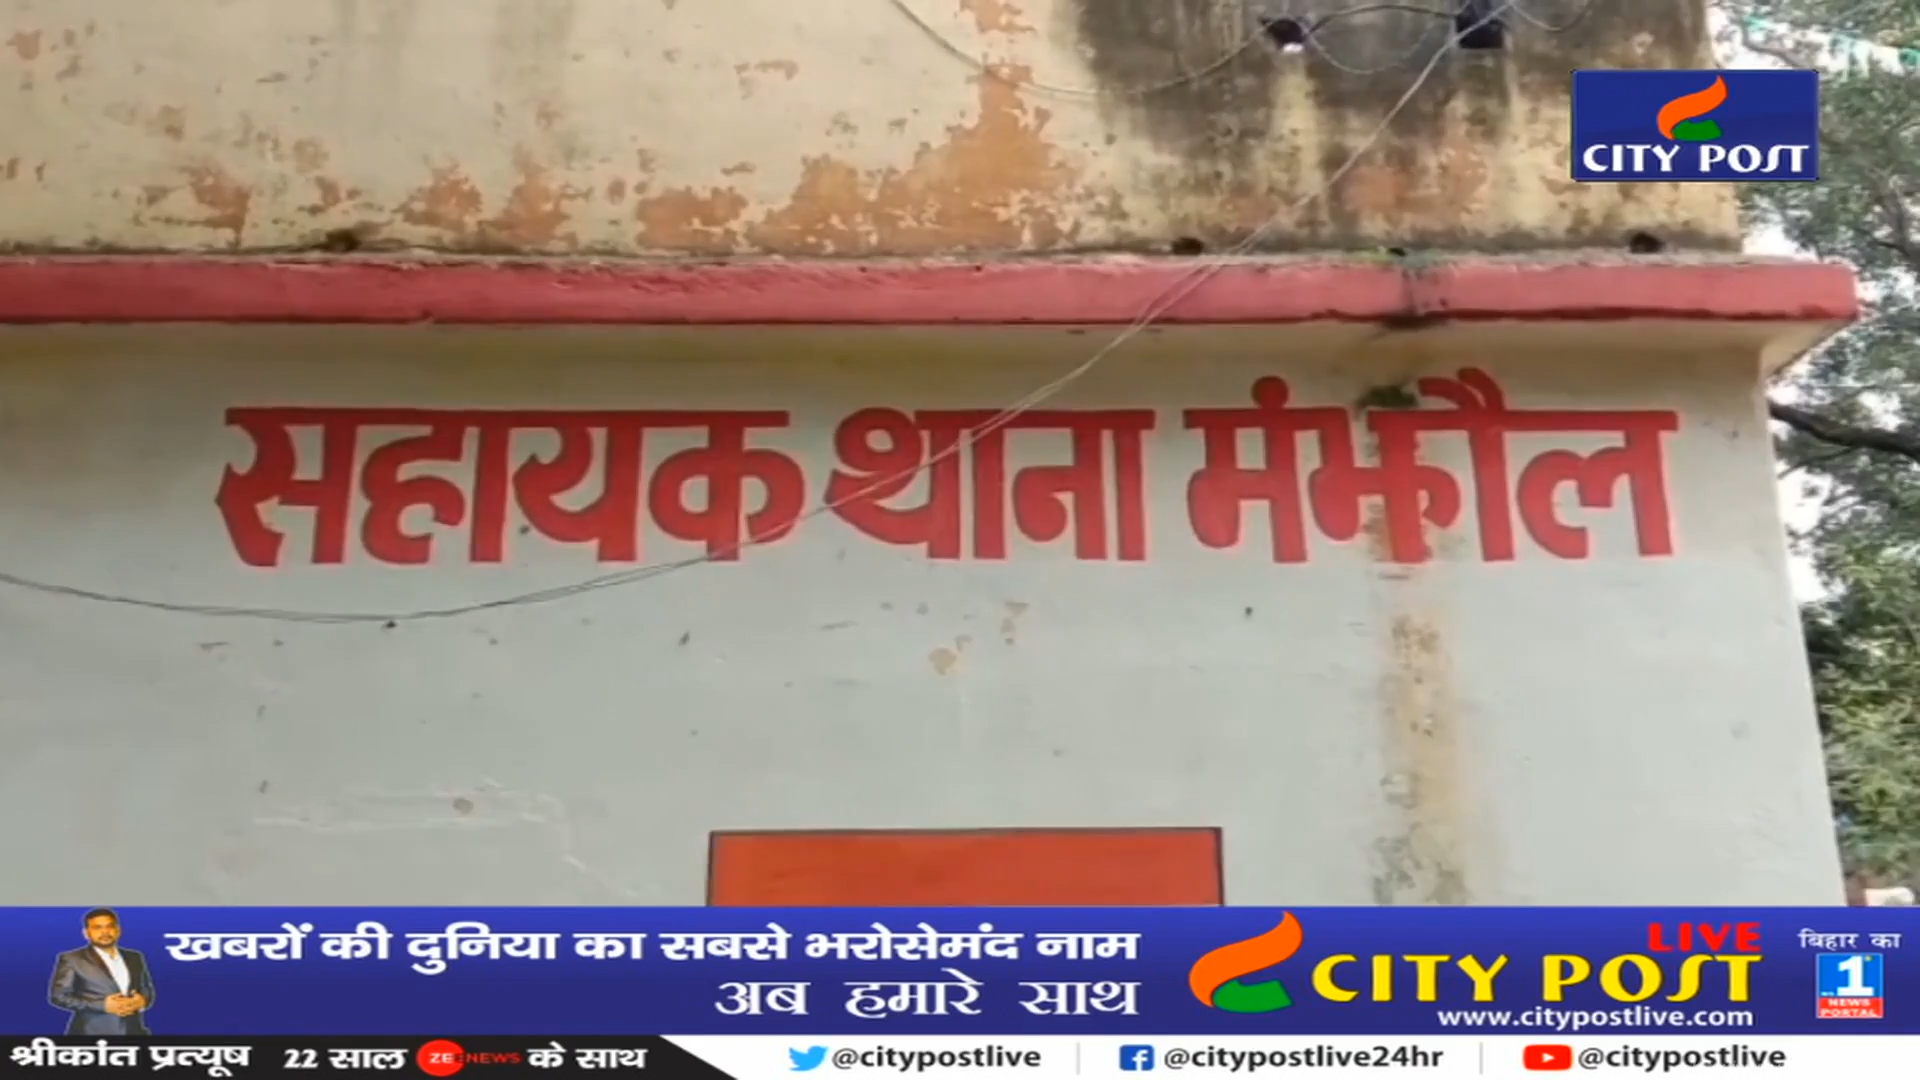 CITY POST
सहायक थाना मंझौल
खबरों की दुनिया का सबसे भरोसेमंद नाम
अब हमारे साथ
LIVE
CITY POST
www.citypostlive.com
बिहार का
No. 1
NEWS
PORTAL
श्रीकांत प्रत्यूष 22 साल ZEE NEWS के साथ
@citypostlive
@citypostlive24hr
@citypostlive